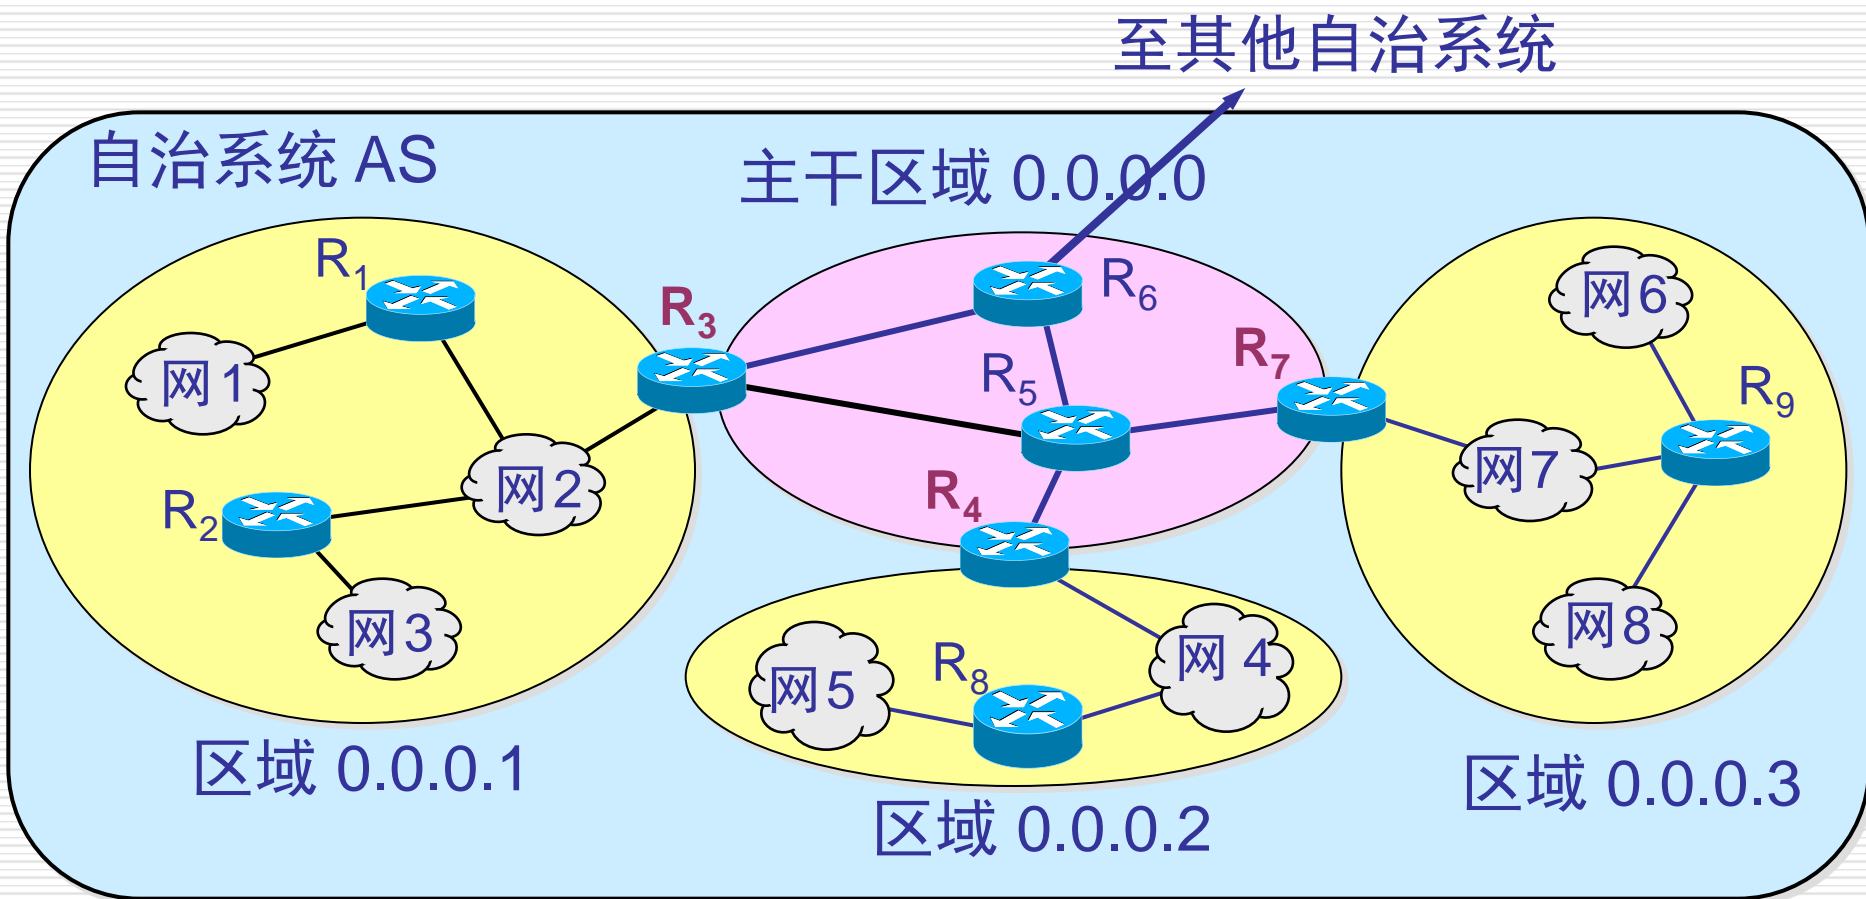 至其他自治系统
自治系统 AS
主干区域 0.0.0.0
R1
R3
R6
网6
网1
R5
R7
R9
R2
网2
R4
网7
网3
网5
R8
网 4
网8
区域 0.0.0.1
区域 0.0.0.2
区域 0.0.0.3